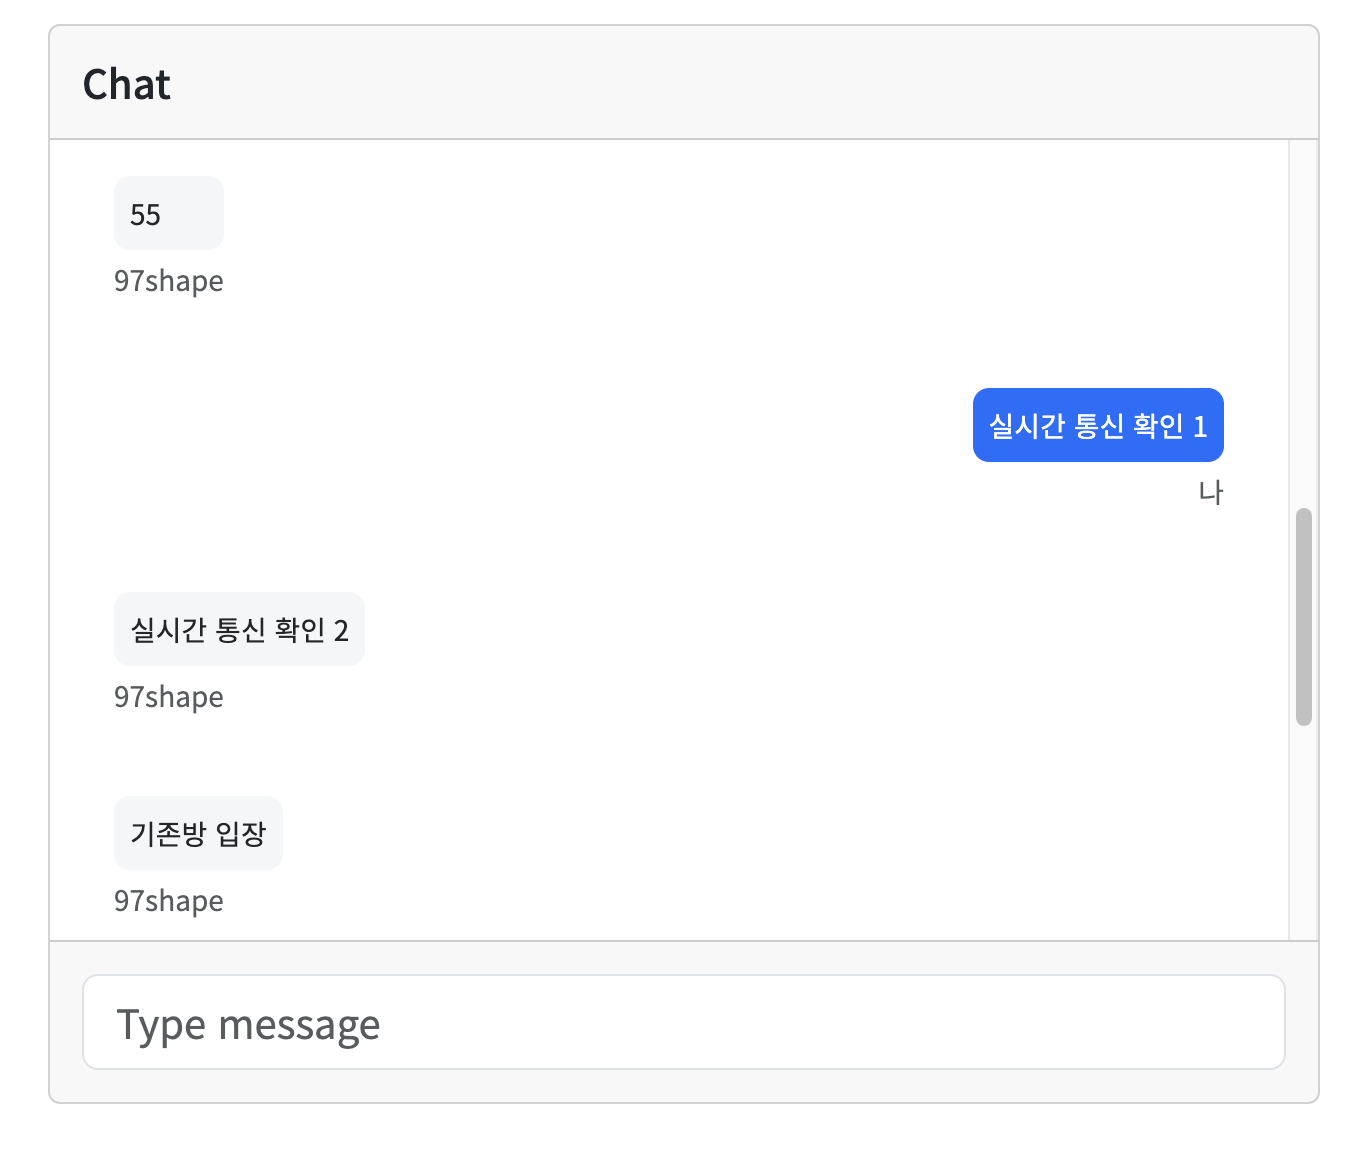 Chat
55
97shape
실시간 통신 확인 1
나
실시간 통신 확인 2
97shape
기존방 입장
97shape
Type message